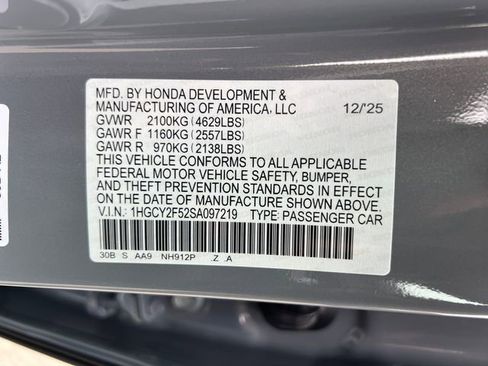 MFD. BY HONDA DEVELOPMENT &
MANUFACTURING OF AMERICA, LLC 12/'25
GVWR 2100KG (4629LBS)
GAWR F 1160KG (2557LBS)
GAWR R 970KG (2138LBS)
THIS VEHICLE CONFORMS TO ALL APPLICABLE
FEDERAL MOTOR VEHICLE SAFETY, BUMPER,
AND THEFT PREVENTION STANDARDS IN EFFECT
ON THE DATE OF MANUFACTURE SHOWN ABOVE.
V.I.N.: 1HGCY2F52SA097219 TYPE: PASSENGER CAR
30B S AA9 NH912P .Z .A